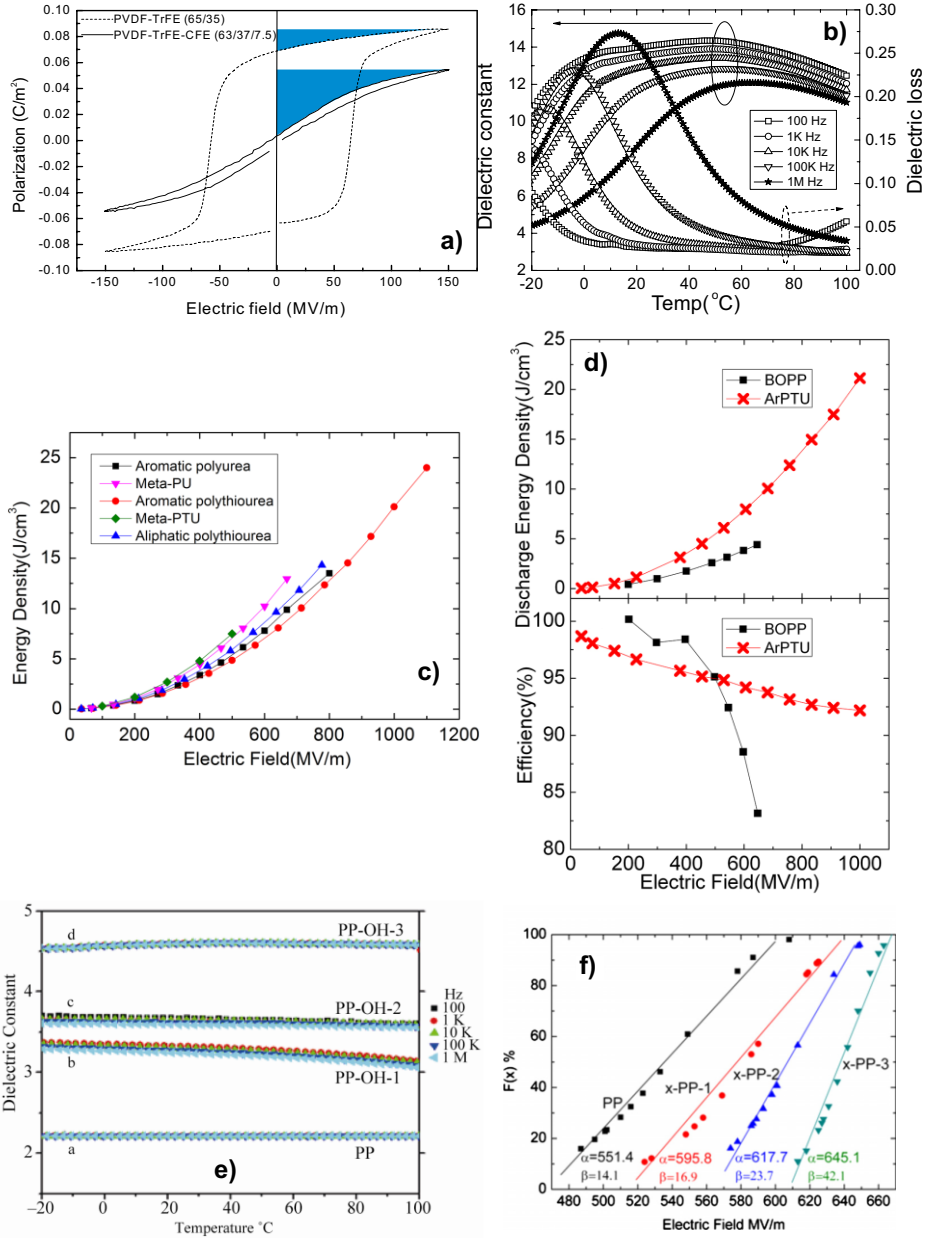 PVDF-TrFE (65/35)
PVDF-TrFE-CFE (63/37/7.5)
0.10
0.08
0.06
0.04
0.02
0.00
-0.02
-0.04
-0.06
-0.08
-0.10
Polarization (C/m²)
-150 -100 -50 0 50 100 150
Electric field (MV/m)
a)
b)
16
14
12
10
8
6
4
2
Dielectric constant
0.30
0.25
0.20
0.15
0.10
0.05
0.00
Dielectric loss
100 Hz
1K Hz
10K Hz
100K Hz
1M Hz
-20 0 20 40 60 80 100
Temp(°C)
25
20
15
10
5
0
Energy Density(J/cm³)
Aromatic polyurea
Meta-PU
Aromatic polythiourea
Meta-PTU
Aliphatic polythiourea
c)
0 200 400 600 800 1000 1200
Electric Field(MV/m)
d)
25
20
15
10
5
0
Discharge Energy Density(J/cm³)
BOPP
ArPTU
100
95
90
85
80
Efficiency(%)
BOPP
ArPTU
0 200 400 600 800 1000
Electric Field(MV/m)
5
4
3
2
1
Dielectric Constant
d
PP-OH-3
c
PP-OH-2
b
PP-OH-1
a
PP
Hz
100
1 K
10 K
100 K
1 M
e)
-20 0 20 40 60 80 100
Temperature °C
f)
100
80
60
40
20
0
F(x) %
PP
x-PP-1
x-PP-2
x-PP-3
α=551.4
β=14.1
α=595.8
β=16.9
α=617.7
β=23.7
α=645.1
β=42.1
480 500 520 540 560 580 600 620 640 660
Electric Field MV/m